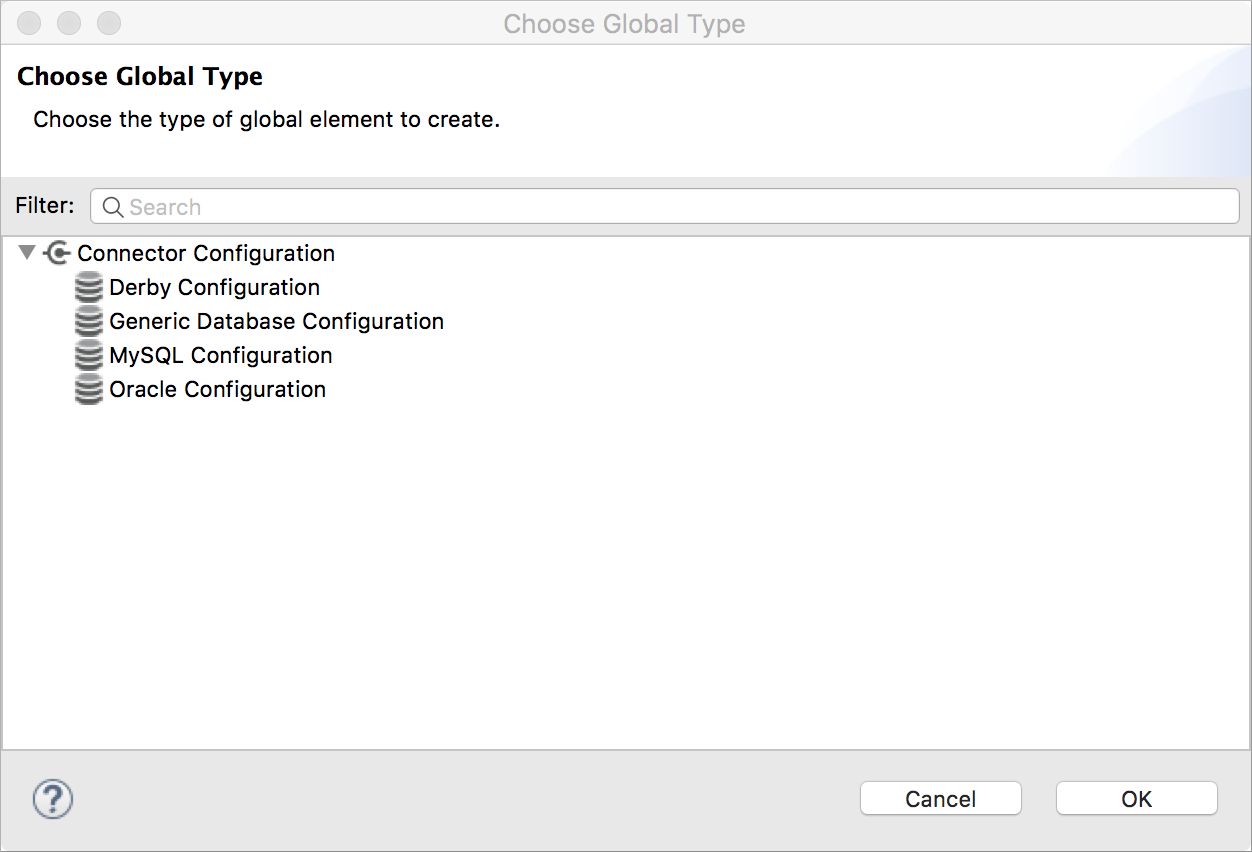 Choose Global Type
Choose Global Type
Choose the type of global element to create.
Filter: Search
Connector Configuration
Derby Configuration
Generic Database Configuration
MySQL Configuration
Oracle Configuration
?
Cancel OK